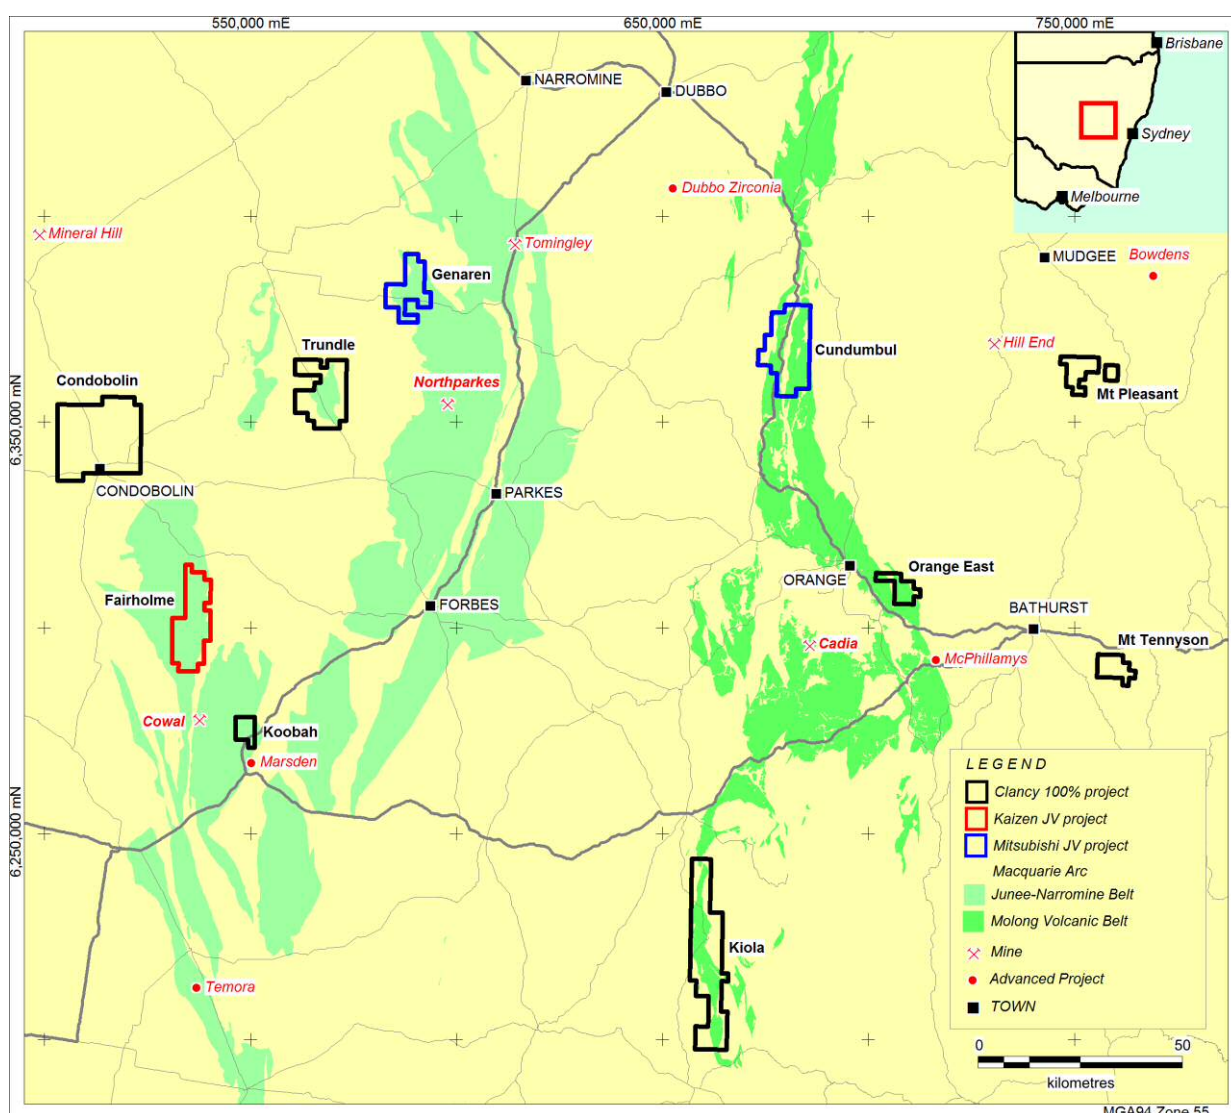 550,000 mE
650,000 mE
750,000 mE
Brisbane
NARROMINE
DUBBO
Sydney
Dubbo Zirconia
Melbourne
Mineral Hill
Tomingley
MUDGEE
Bowdens
Genaren
Trundle
Hill End
Cundumbul
Condobolin
Northparkes
Mt Pleasant
6,350,000 mN
CONDOBOLIN
PARKES
ORANGE
Orange East
Fairholme
FORBES
BATHURST
Mt Tennyson
Cadia
McPhillamys
Cowal
Koobah
Marsden
6,250,000 mN
LEGEND
Clancy 100% project
Kaizen JV project
Mitsubishi JV project
Macquarie Arc
Junee-Narromine Belt
Molong Volcanic Belt
Mine
Advanced Project
TOWN
Kiola
Temora
0 50
kilometres
MGA94 Zone 55